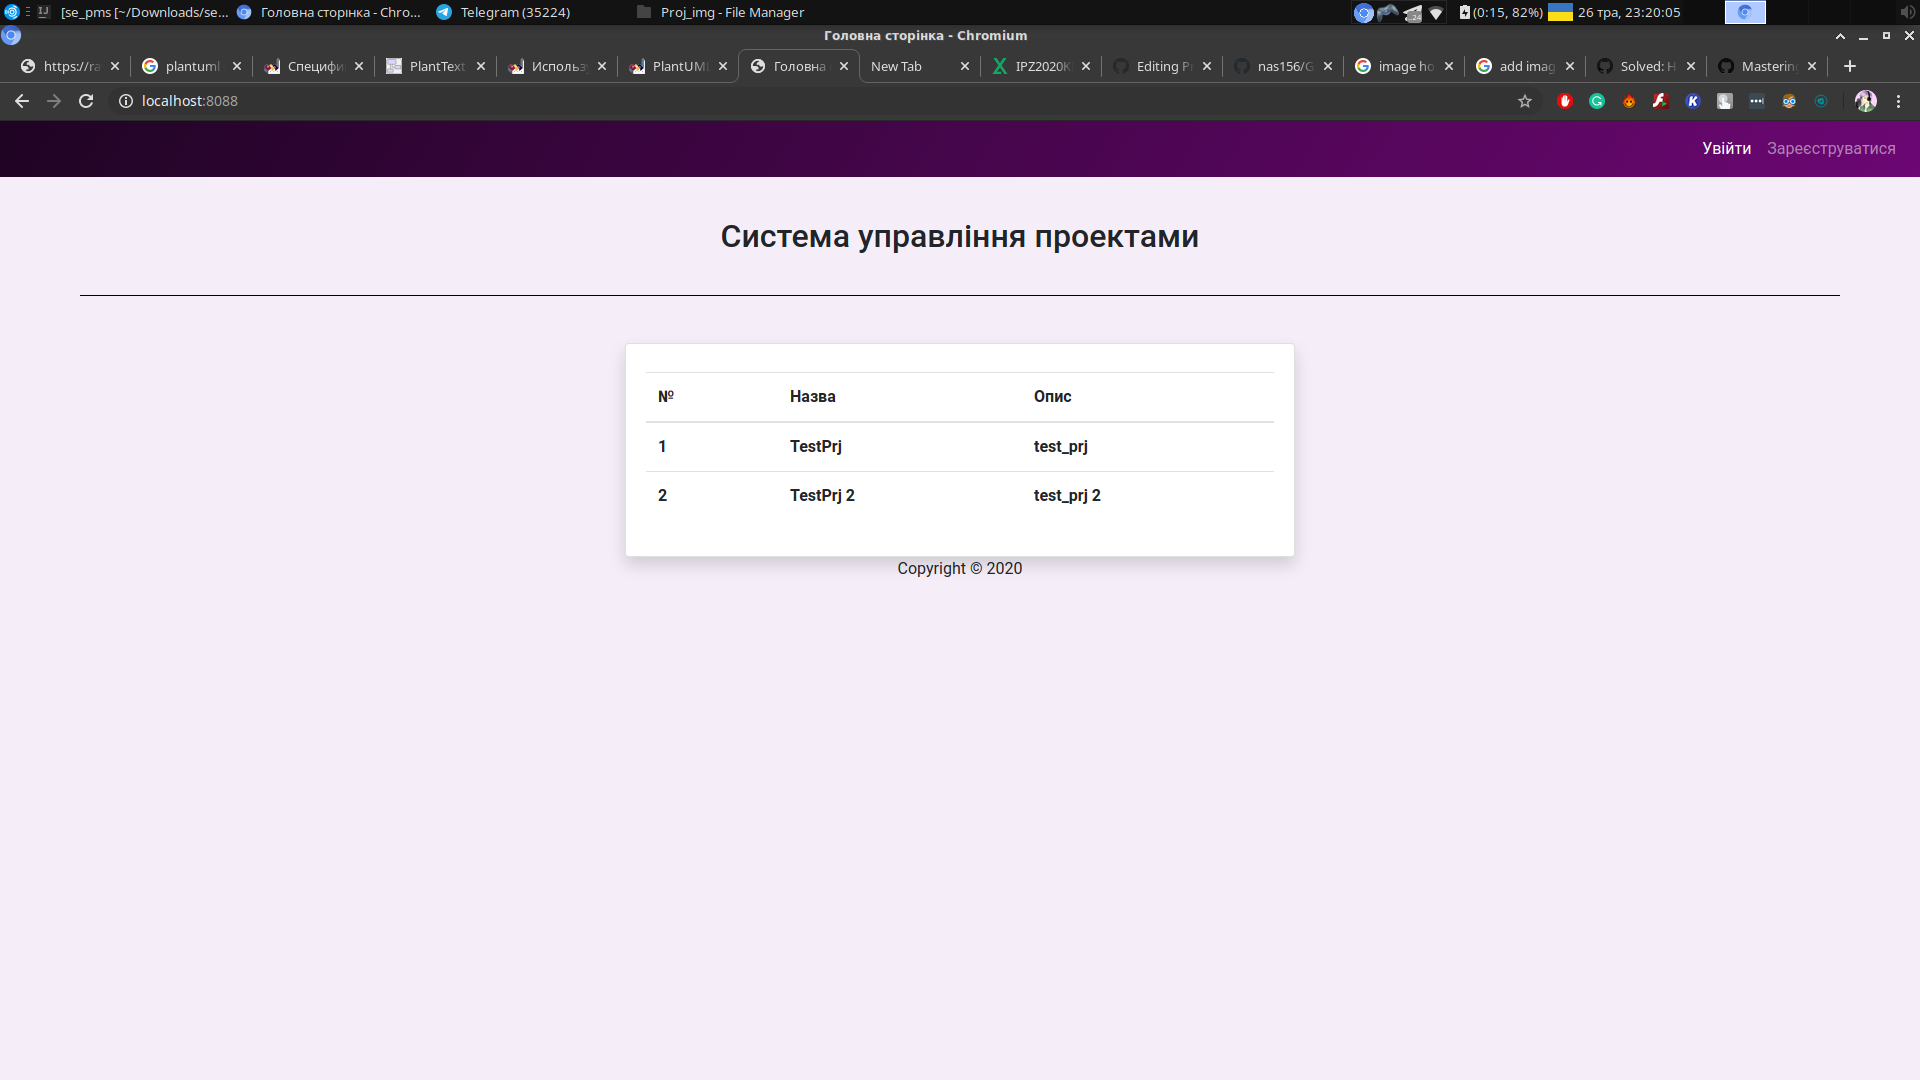 [se_pms [~/Downloads/se... Головна сторінка - Chro... Telegram (35224) Proj_img - File Manager (0:15, 82%) 26 тра, 23:20:05
Головна сторінка - Chromium
https://ra plantuml Специфи PlantText Использ PlantUML Головна New Tab IPZ2020K Editing P nas156/G image ho add imag Solved: H Mastering
localhost:8088
Увійти Зареєструватися
Система управління проектами
№ Назва Опис
1 TestPrj test_prj
2 TestPrj 2 test_prj 2
Copyright © 2020